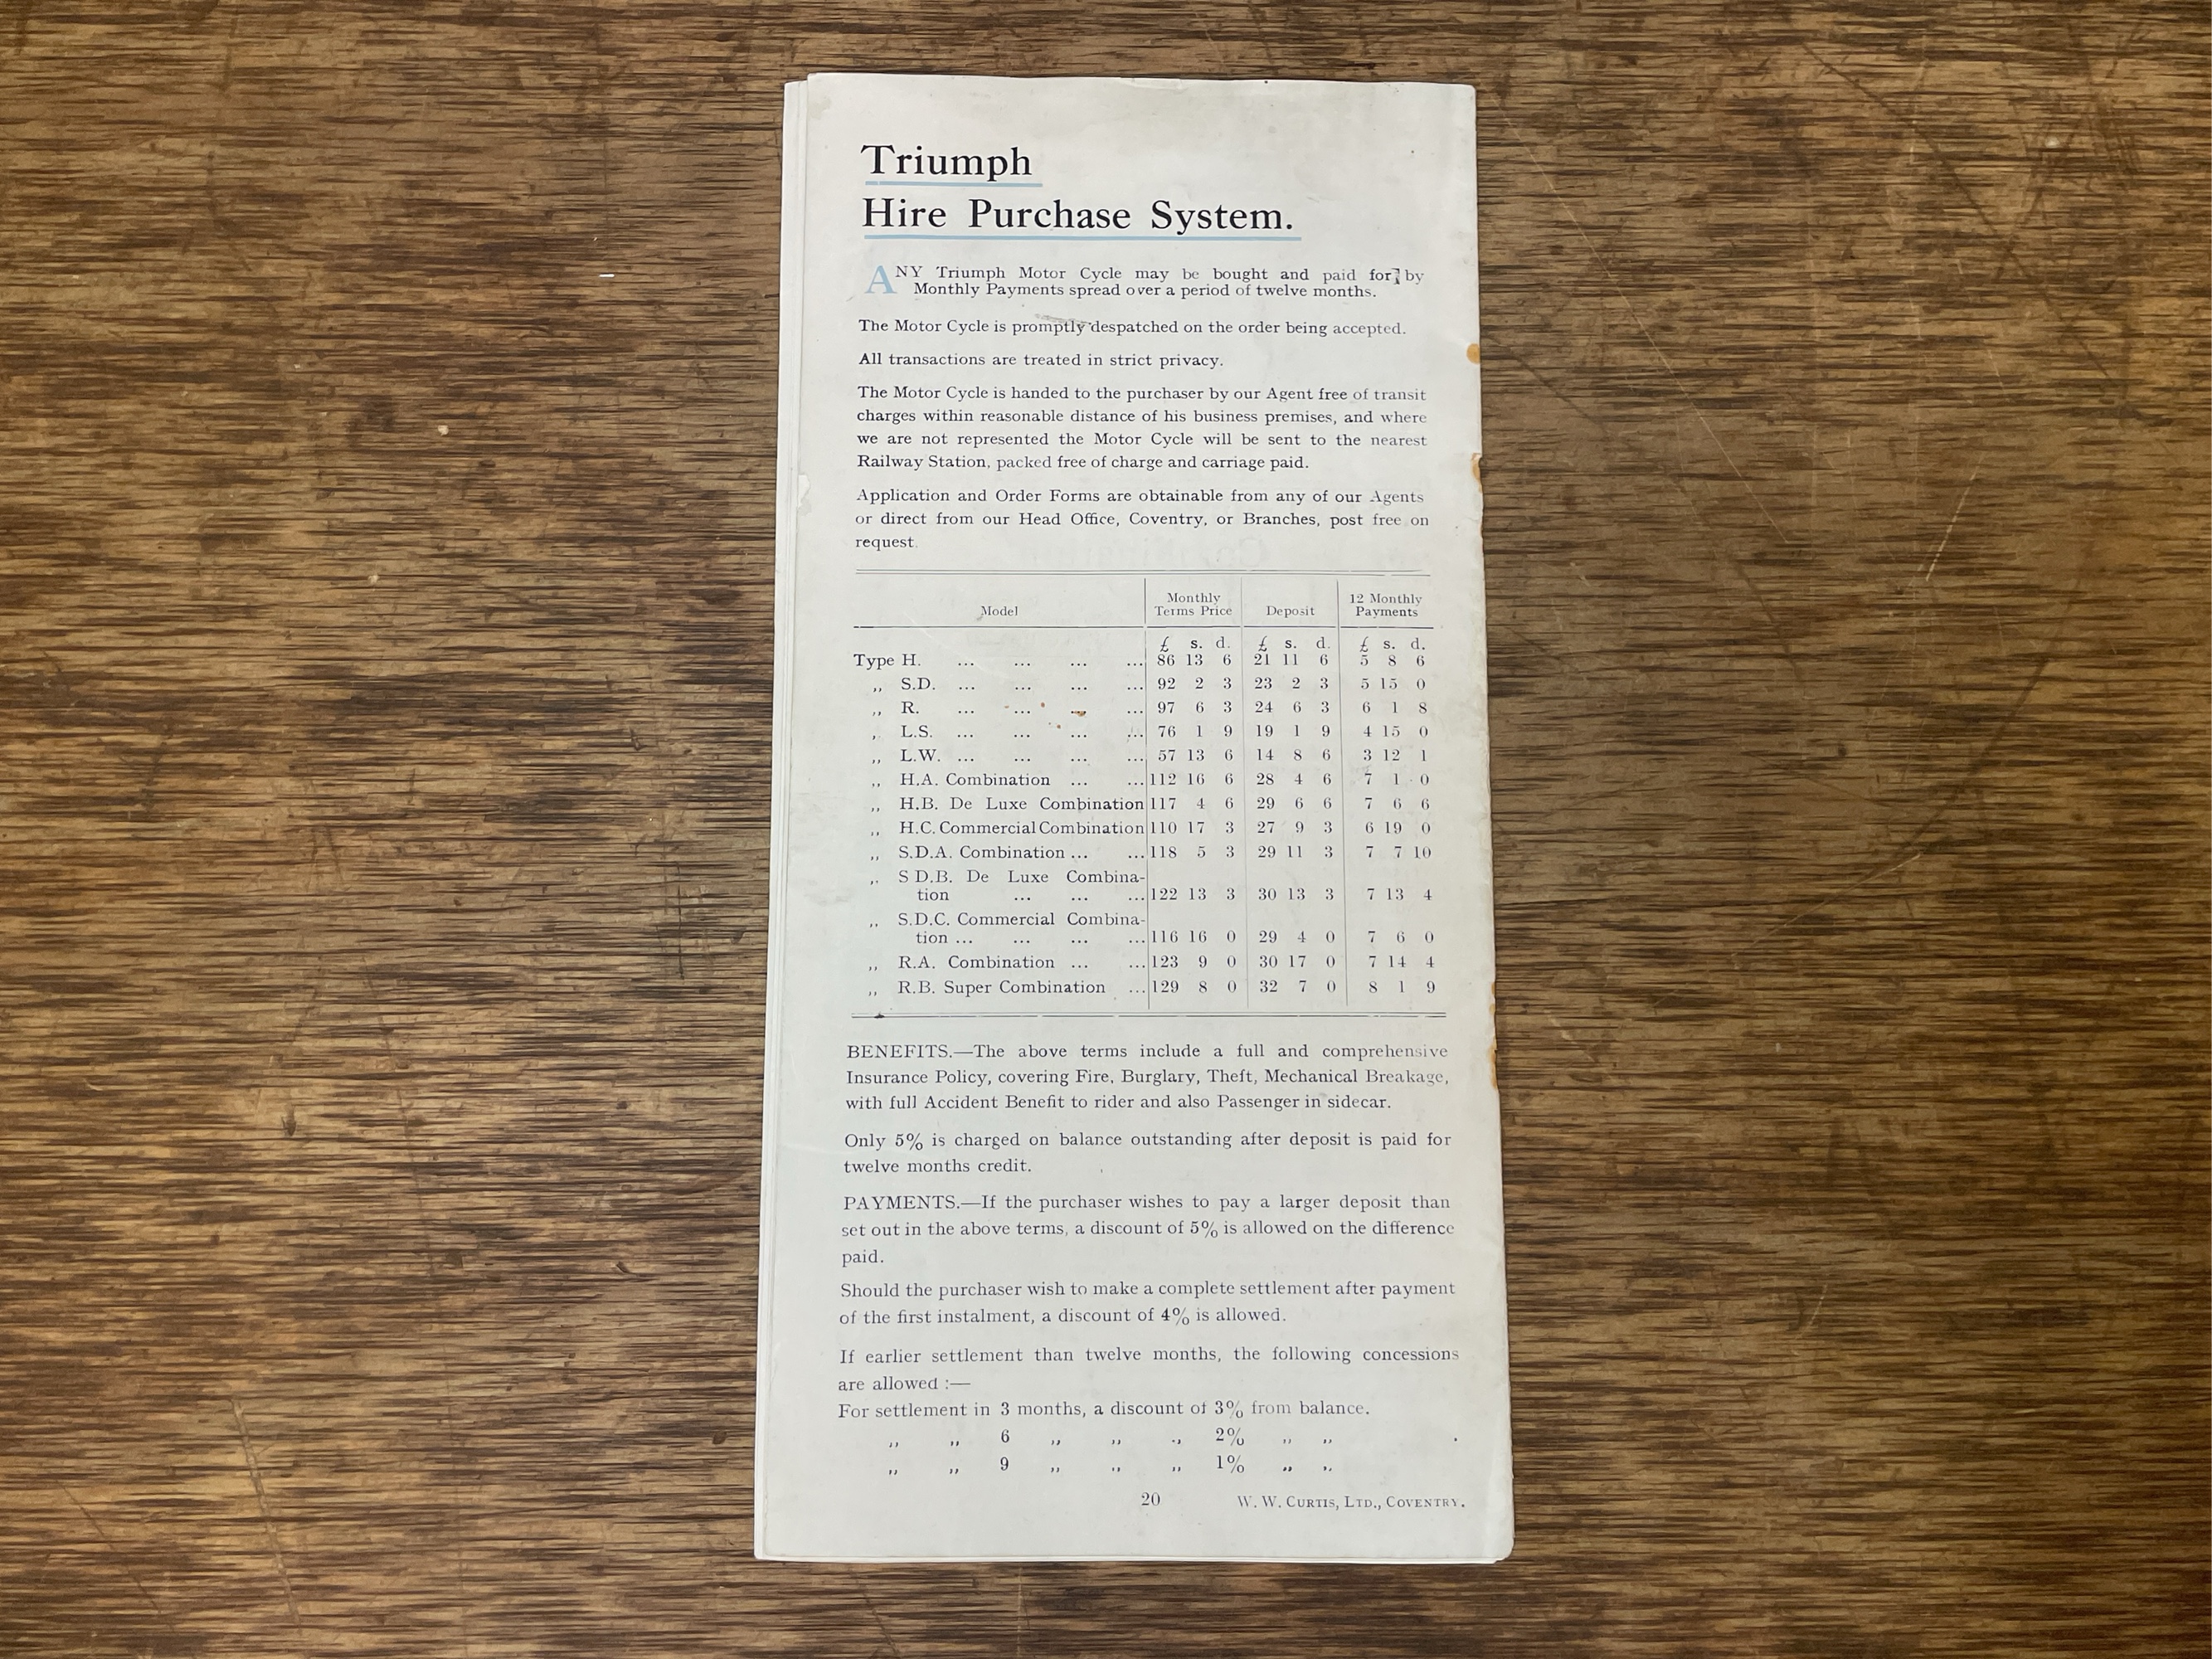 Triumph
Hire Purchase System.
ANY Triumph Motor Cycle may be bought and paid for by
Monthly Payments spread over a period of twelve months.
The Motor Cycle is promptly despatched on the order being accepted.
All transactions are treated in strict privacy.
The Motor Cycle is handed to the purchaser by our Agent free of transit
charges within reasonable distance of his business premises, and where
we are not represented the Motor Cycle will be sent to the nearest
Railway Station, packed free of charge and carriage paid.
Application and Order Forms are obtainable from any of our Agents
or direct from our Head Office, Coventry, or Branches, post free on
request.
Model Monthly Terms Price Deposit 12 Monthly Payments
£ s. d. £ s. d. £ s. d.
Type H. ... ... ... ... 86 13 6 21 11 6 5 8 6
,, S.D. ... ... ... ... 92 2 3 23 2 3 5 15 0
,, R. ... ... ... ... 97 6 3 24 6 3 6 1 8
,, L.S. ... ... ... ... 76 1 9 19 1 9 4 15 0
,, L.W. ... ... ... ... 57 13 6 14 8 6 3 12 1
,, H.A. Combination ... ... 112 16 6 28 4 6 7 1 0
,, H.B. De Luxe Combination 117 4 6 29 6 6 7 6 6
,, H.C. Commercial Combination 110 17 3 27 9 3 6 19 0
,, S.D.A. Combination ... ... 118 5 3 29 11 3 7 7 10
,, S D.B. De Luxe Combina-
tion ... ... ... 122 13 3 30 13 3 7 13 4
,, S.D.C. Commercial Combina-
tion ... ... ... ... 116 16 0 29 4 0 7 6 0
,, R.A. Combination ... ... 123 9 0 30 17 0 7 14 4
,, R.B. Super Combination ... 129 8 0 32 7 0 8 1 9
BENEFITS.—The above terms include a full and comprehensive
Insurance Policy, covering Fire, Burglary, Theft, Mechanical Breakage,
with full Accident Benefit to rider and also Passenger in sidecar.
Only 5% is charged on balance outstanding after deposit is paid for
twelve months credit.
PAYMENTS.—If the purchaser wishes to pay a larger deposit than
set out in the above terms, a discount of 5% is allowed on the difference
paid.
Should the purchaser wish to make a complete settlement after payment
of the first instalment, a discount of 4% is allowed.
If earlier settlement than twelve months, the following concessions
are allowed :—
For settlement in 3 months, a discount of 3% from balance.
,, ,, 6 ,, ,, ,, 2% ,, ,,
,, ,, 9 ,, ,, ,, 1% ,, ,,
20 W. W. CURTIS, LTD., COVENTRY.